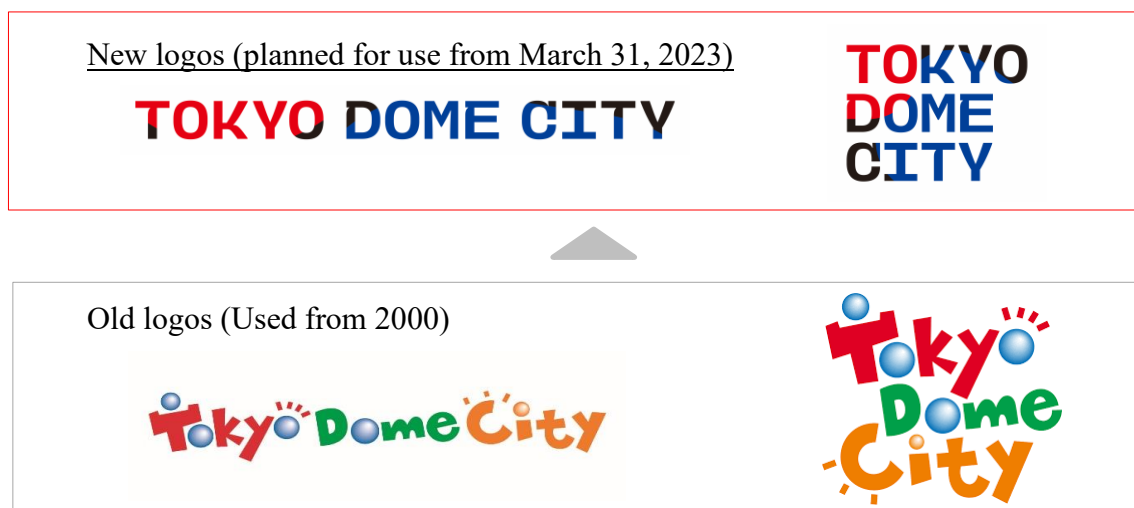 New logos (planned for use from March 31, 2023)
TOKYO DOME CITY
TOKYO
DOME
CITY
Old logos (Used from 2000)
Tokyo Dome City
Tokyo
Dome
City